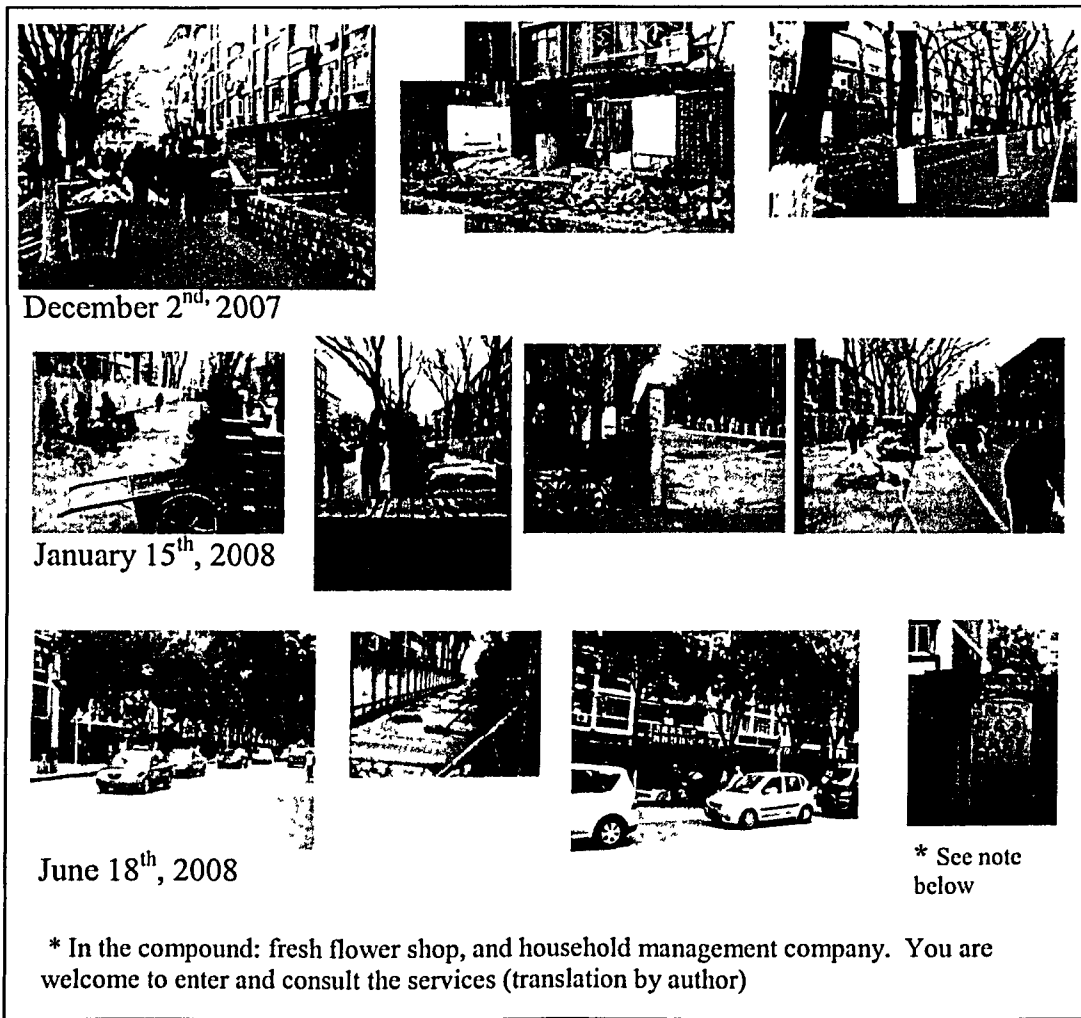 December 2nd, 2007
January 15th, 2008
June 18th, 2008
* See note
below
* In the compound: fresh flower shop, and household management company. You are
welcome to enter and consult the services (translation by author)